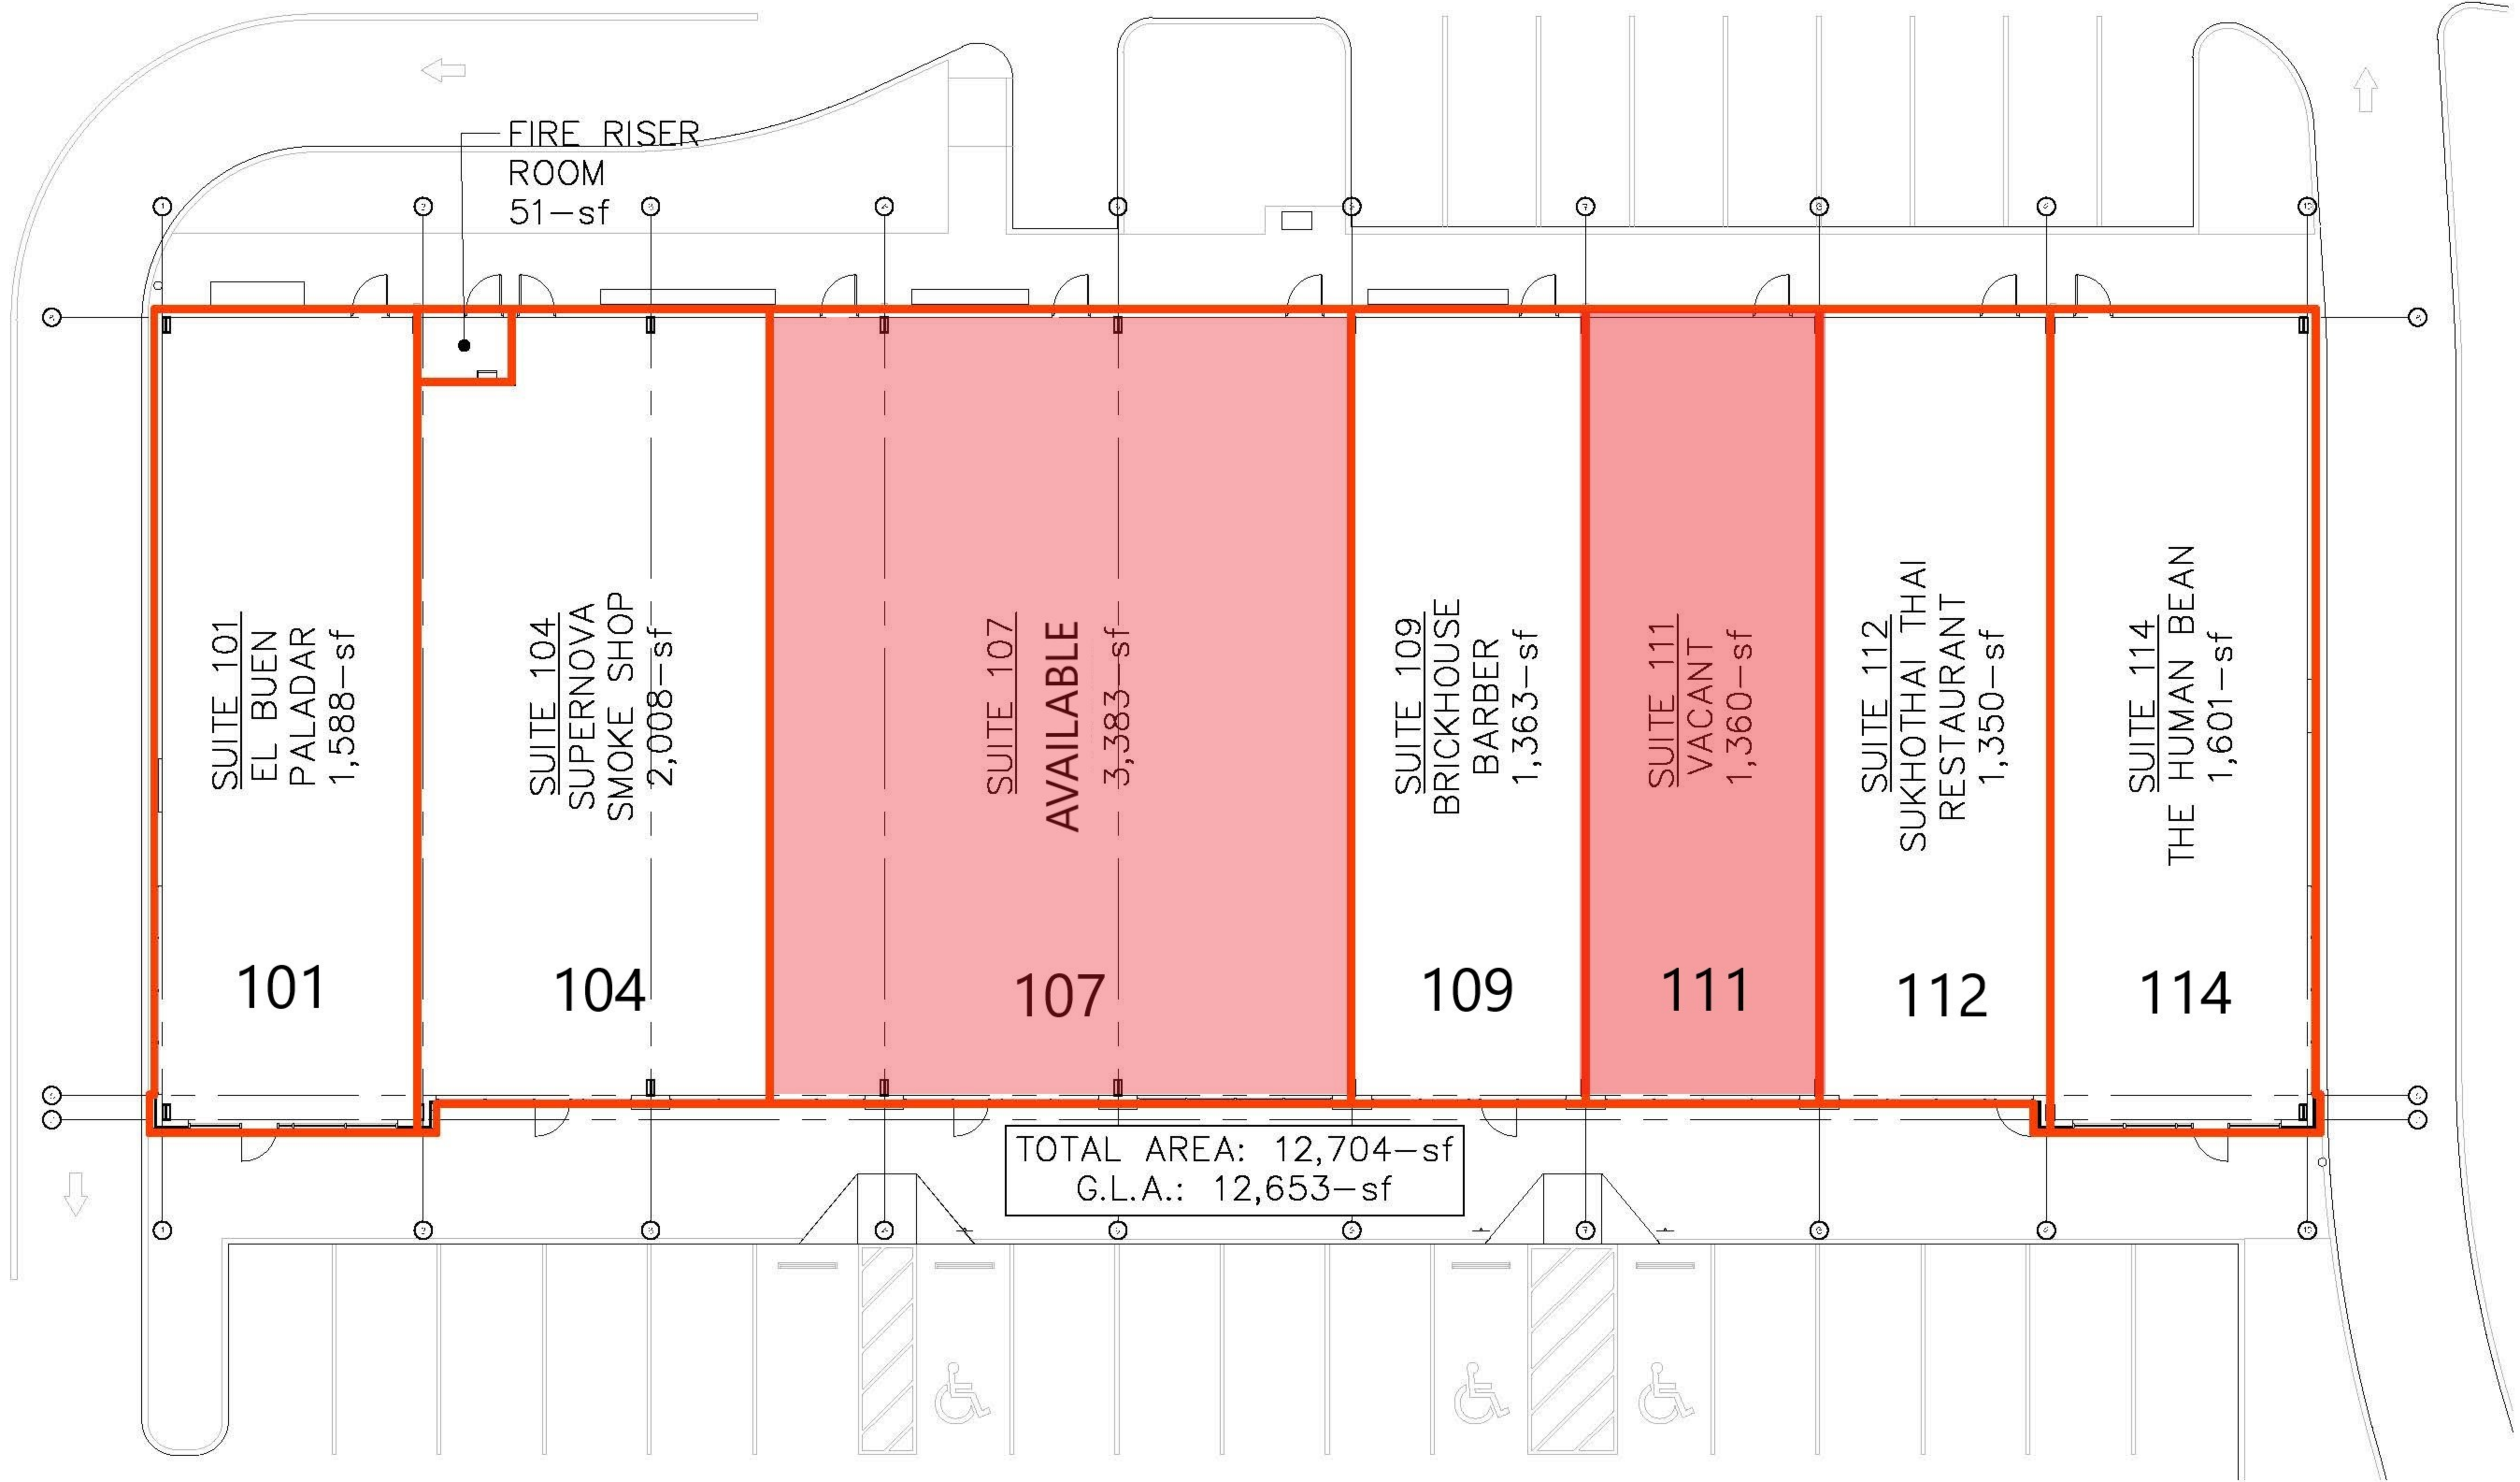 FIRE RISER
ROOM
51-sf
SUITE 101
EL BUEN
PALADAR
1,588-sf
SUITE 104
SUPERNOVA
SMOKE SHOP
2,008-sf
SUITE 107
AVAILABLE
3,383-sf
SUITE 109
BRICKHOUSE
BARBER
1,363-sf
SUITE 111
VACANT
1,360-sf
SUITE 112
SUKHOTHAI THAI
RESTAURANT
1,350-sf
SUITE 114
THE HUMAN BEAN
1,601-sf
101
104
107
109
111
112
114
TOTAL AREA: 12,704-sf
G.L.A.: 12,653-sf